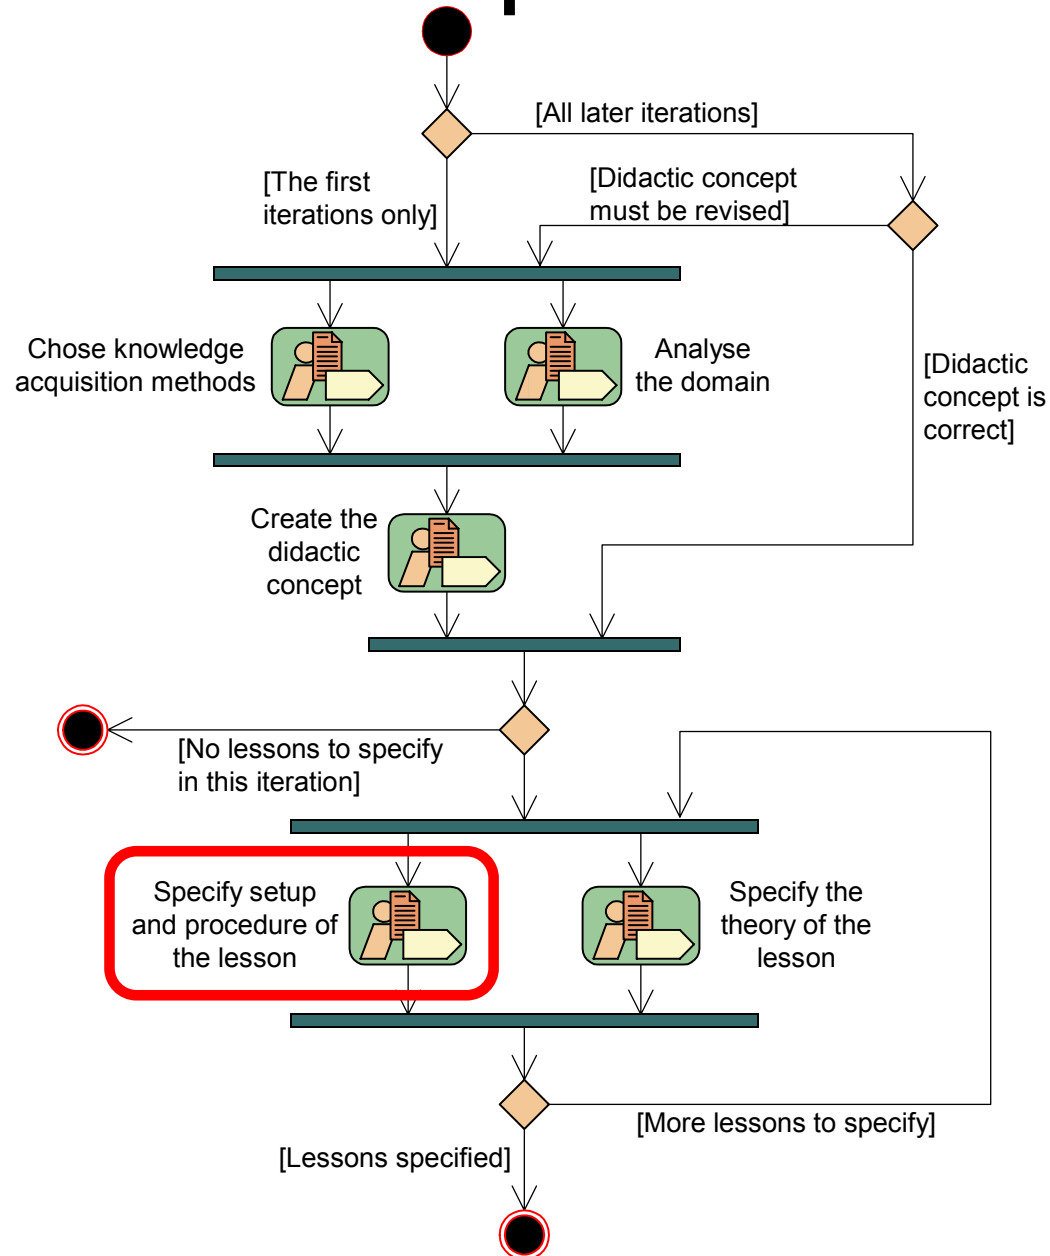 [All later iterations]
[The first
iterations only]
[Didactic concept
must be revised]
Chose knowledge
acquisition methods
Analyse
the domain
[Didactic
concept is
correct]
Create the
didactic
concept
[No lessons to specify
in this iteration]
Specify setup
and procedure of
the lesson
Specify the
theory of the
lesson
[More lessons to specify]
[Lessons specified]